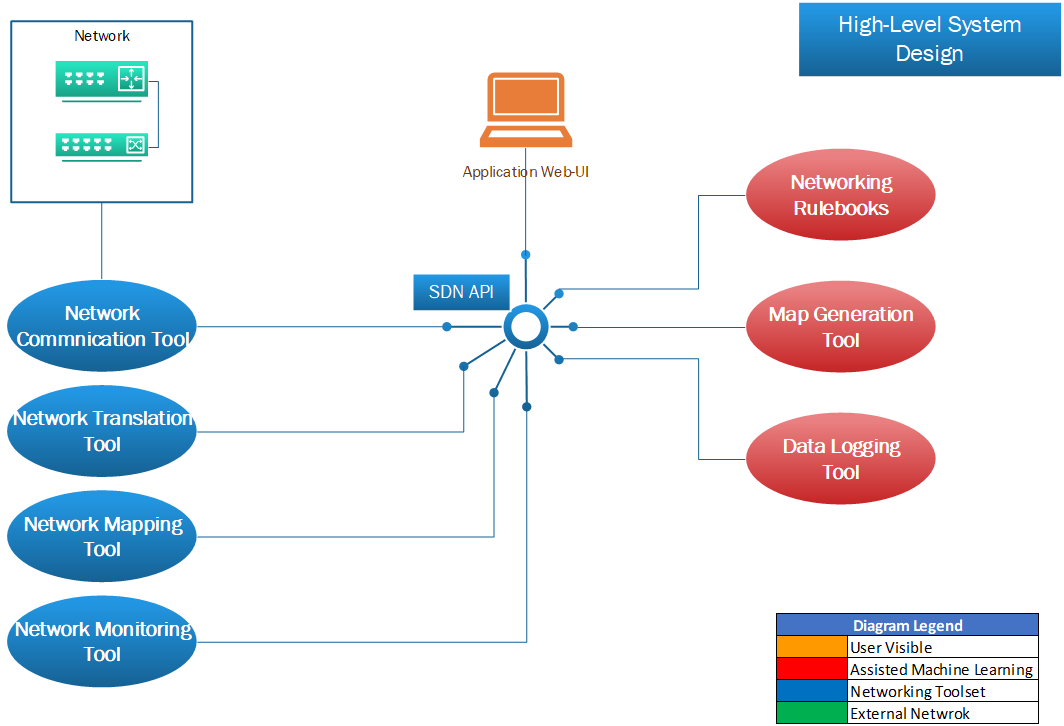 Network
High-Level System
Design
Application Web-UI
Networking
Rulebooks
SDN API
Network
Commnication Tool
Map Generation
Tool
Network Translation
Tool
Data Logging
Tool
Network Mapping
Tool
Network Monitoring
Tool
Diagram Legend
User Visible
Assisted Machine Learning
Networking Toolset
External Netwrok